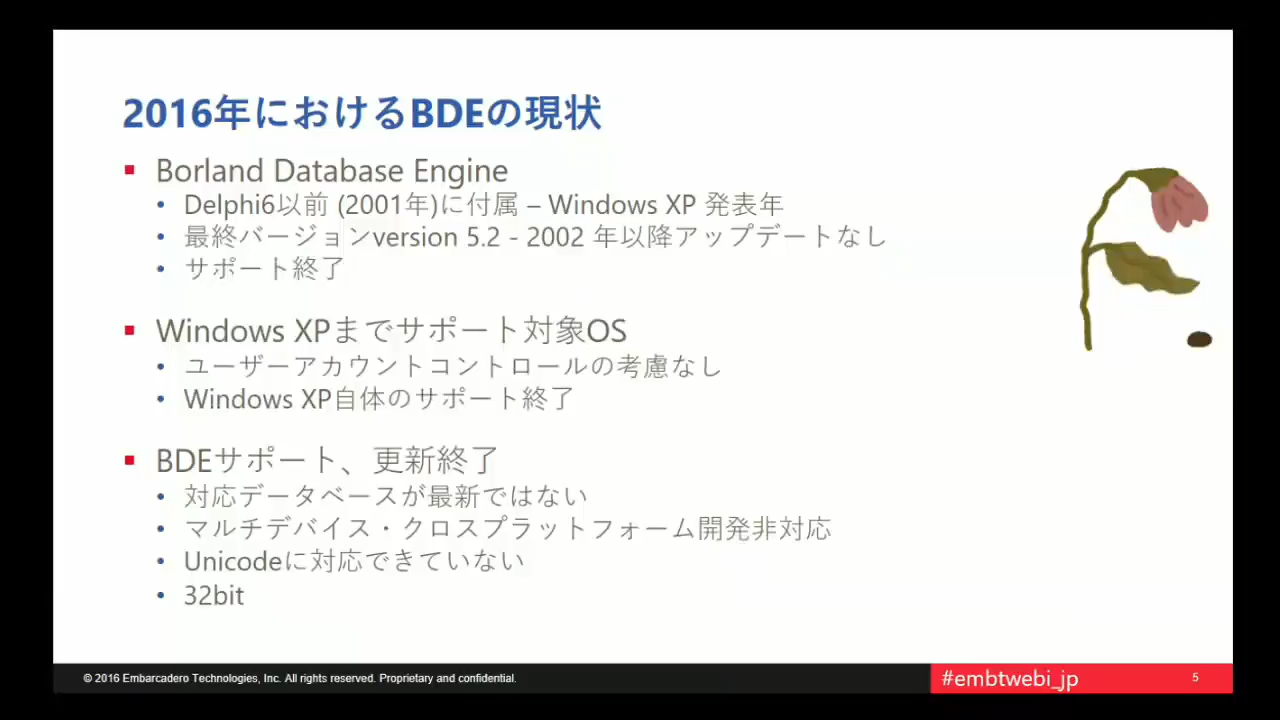 2016年におけるBDEの現状
Borland Database Engine
Delphi6以前 (2001年)に付属 – Windows XP 発表年
最終バージョンversion 5.2 - 2002 年以降アップデートなし
サポート終了
Windows XPまでサポート対象OS
ユーザーアカウントコントロールの考慮なし
Windows XP自体のサポート終了
BDEサポート、更新終了
対応データベースが最新ではない
マルチデバイス・クロスプラットフォーム開発非対応
Unicodeに対応できていない
32bit
© 2016 Embarcadero Technologies, Inc. All rights reserved. Proprietary and confidential.
#embtwebi_jp
5